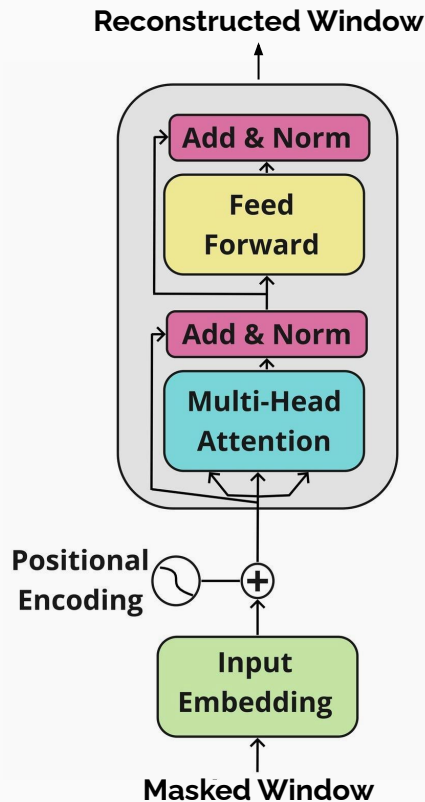 Reconstructed Window
Add & Norm
Feed
Forward
Add & Norm
Multi-Head
Attention
Positional
Encoding
Input
Embedding
Masked Window